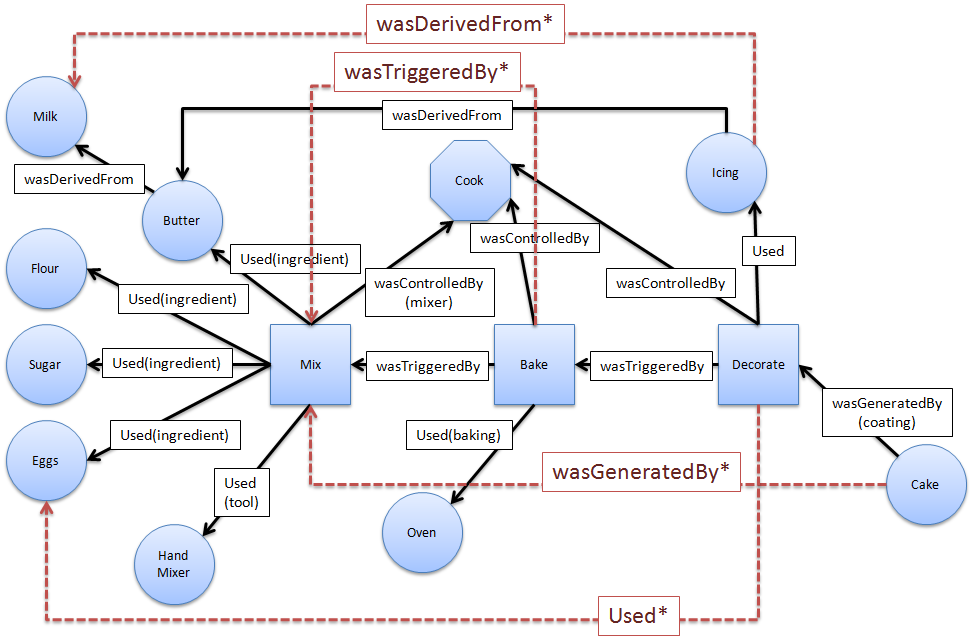 wasDerivedFrom*
wasTriggeredBy*
Milk
wasDerivedFrom
wasDerivedFrom
Cook
Icing
Butter
wasControlledBy
Used(ingredient)
Used
Flour
wasControlledBy
(mixer)
wasControlledBy
Used(ingredient)
Sugar
Used(ingredient)
Mix
wasTriggeredBy
Bake
wasTriggeredBy
Decorate
wasGeneratedBy
(coating)
Used(ingredient)
Used(baking)
Eggs
wasGeneratedBy*
Used
(tool)
Cake
Oven
Hand
Mixer
Used*